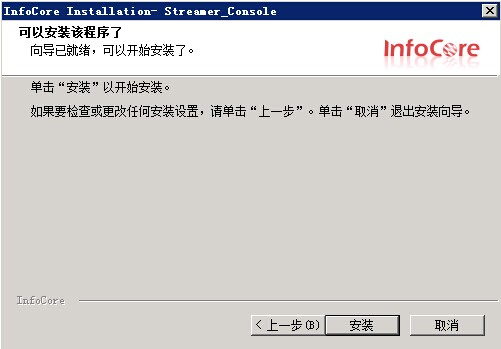 InfoCore Installation- Streamer_Console
可以安装该程序了
向导已就绪，可以开始安装了。
InfoCore
单击“安装”以开始安装。
如果要检查或更改任何安装设置，请单击“上一步”。单击“取消”退出安装向导。
InfoCore
< 上一步(B) 安装 取消